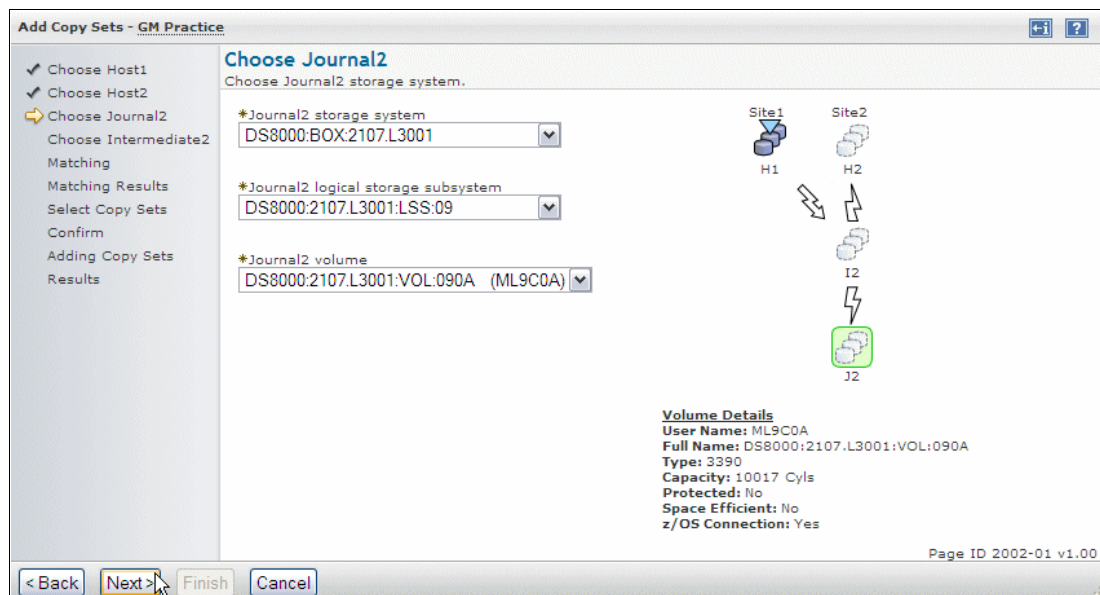 Add Copy Sets - GM Practice
?
Choose Host1
Choose Host2
Choose Journal2
Choose Intermediate2
Matching
Matching Results
Select Copy Sets
Confirm
Adding Copy Sets
Results
Choose Journal2
Choose Journal2 storage system.
*Journal2 storage system
DS8000:BOX:2107.L3001
*Journal2 logical storage subsystem
DS8000:2107.L3001:LSS:09
*Journal2 volume
DS8000:2107.L3001:VOL:090A (ML9C0A)
Site1 Site2
H1 H2
I2
J2
Volume Details
User Name: ML9C0A
Full Name: DS8000:2107.L3001:VOL:090A
Type: 3390
Capacity: 10017 Cyls
Protected: No
Space Efficient: No
z/OS Connection: Yes
Page ID 2002-01 v1.00
< Back Next > Finish Cancel